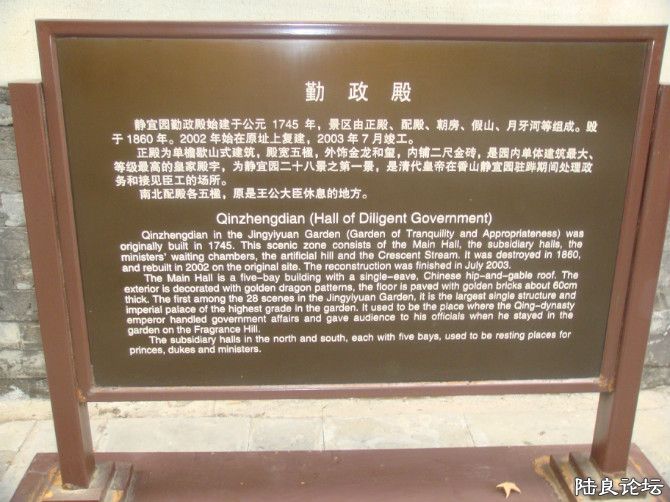 勤政殿
静宜园勤政殿始建于公元 1745 年，景区由正殿、配殿、朝房、假山、月牙河等组成。毁
于 1860 年。2002 年始在原址上复建，2003 年 7 月竣工。
正殿为单檐歇山式建筑，殿宽五楹，外饰金龙和玺，内铺二尺金砖，是园内单体建筑最大、
等级最高的皇家殿宇，为静宜园二十八景之第一景，是清代皇帝在香山静宜园驻跸期间处理政
务和接见臣工的场所。
南北配殿各五楹，原是王公大臣休息的地方。
Qinzhengdian (Hall of Diligent Government)
Qinzhengdian in the Jingyiyuan Garden (Garden of Tranquility and Appropriateness) was
originally built in 1745. This scenic zone consists of the Main Hall, the subsidiary halls, the
ministers' waiting chambers, the artificial hill and the Crescent Stream. It was destroyed in 1860,
and rebuilt in 2002 on the original site. The reconstruction was finished in July 2003.
The Main Hall is a five-bay building with a single-eave, Chinese hip-and-gable roof. The
exterior is decorated with golden dragon patterns, the floor is paved with golden bricks about 60cm
thick. The first among the 28 scenes in the Jingyiyuan Garden, it is the largest single structure and
imperial palace of the highest grade in the garden. It used to be the place where the Qing-dynasty
emperor handled government affairs and gave audience to his officials when he stayed in the
garden on the Fragrance Hill.
The subsidiary halls in the north and south, each with five bays, used to be resting places for
princes, dukes and ministers.
陆良论坛